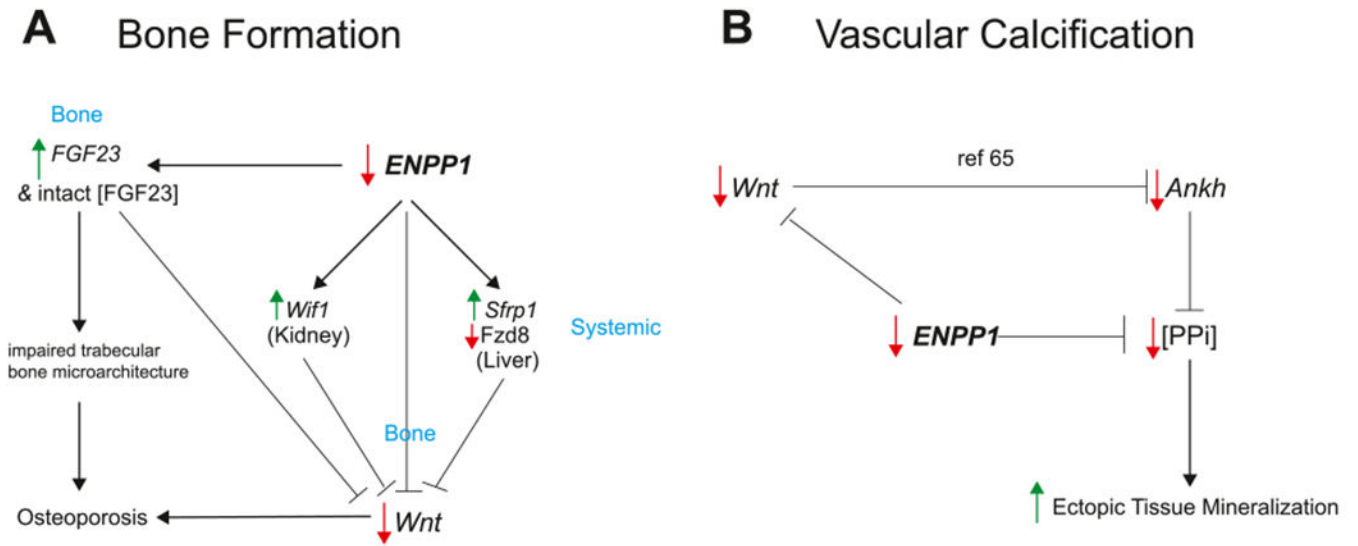 A Bone Formation
Bone
FGF23
& intact [FGF23]
ENPP1
Wif1
(Kidney)
Sfrp1
Fzd8
(Liver)
Systemic
impaired trabecular
bone microarchitecture
Bone
Osteoporosis
Wnt
B Vascular Calcification
ref 65
Wnt
Ankh
ENPP1
[PPi]
Ectopic Tissue Mineralization